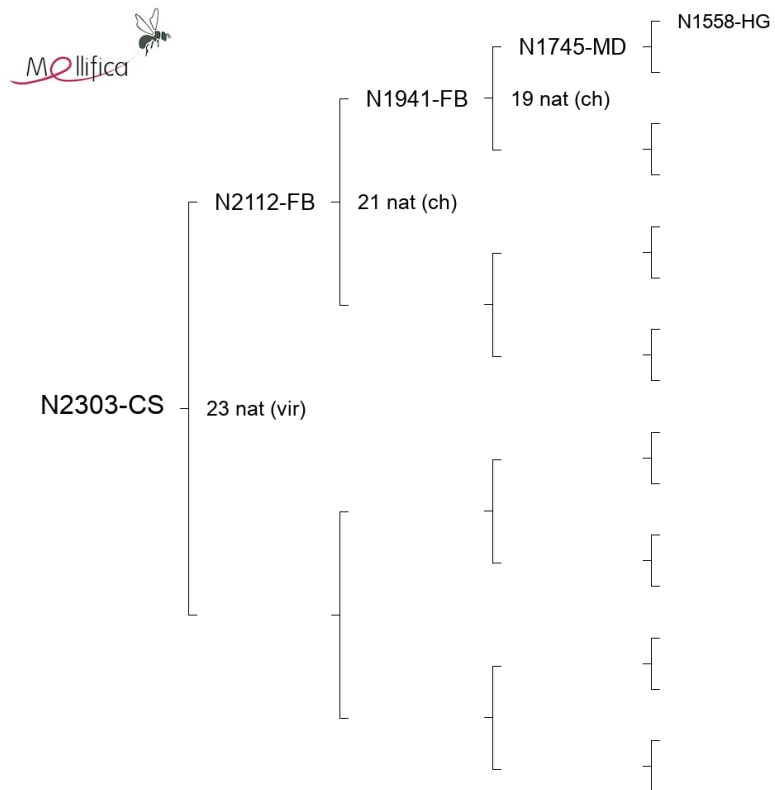 Mellifica
N1558-HG
N1745-MD
N1941-FB
19 nat (ch)
N2112-FB
21 nat (ch)
N2303-CS
23 nat (vir)